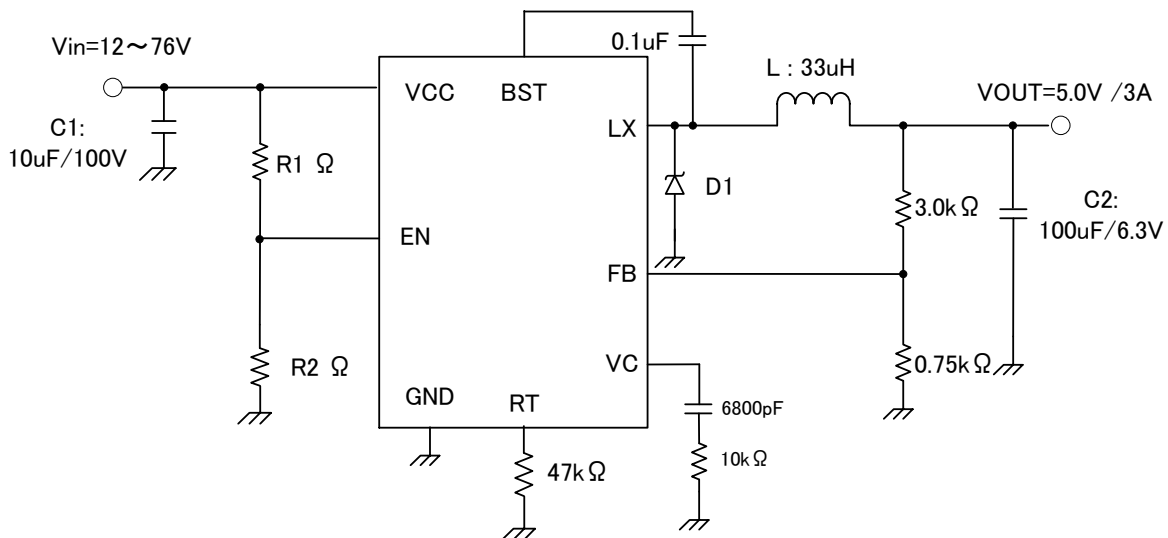 Vin=12～76V
C1:
10uF/100V
R1 Ω
R2 Ω
VCC
BST
LX
EN
FB
VC
GND
RT
0.1uF
L : 33uH
VOUT=5.0V /3A
D1
3.0kΩ
C2:
100uF/6.3V
0.75kΩ
6800pF
10kΩ
47kΩ